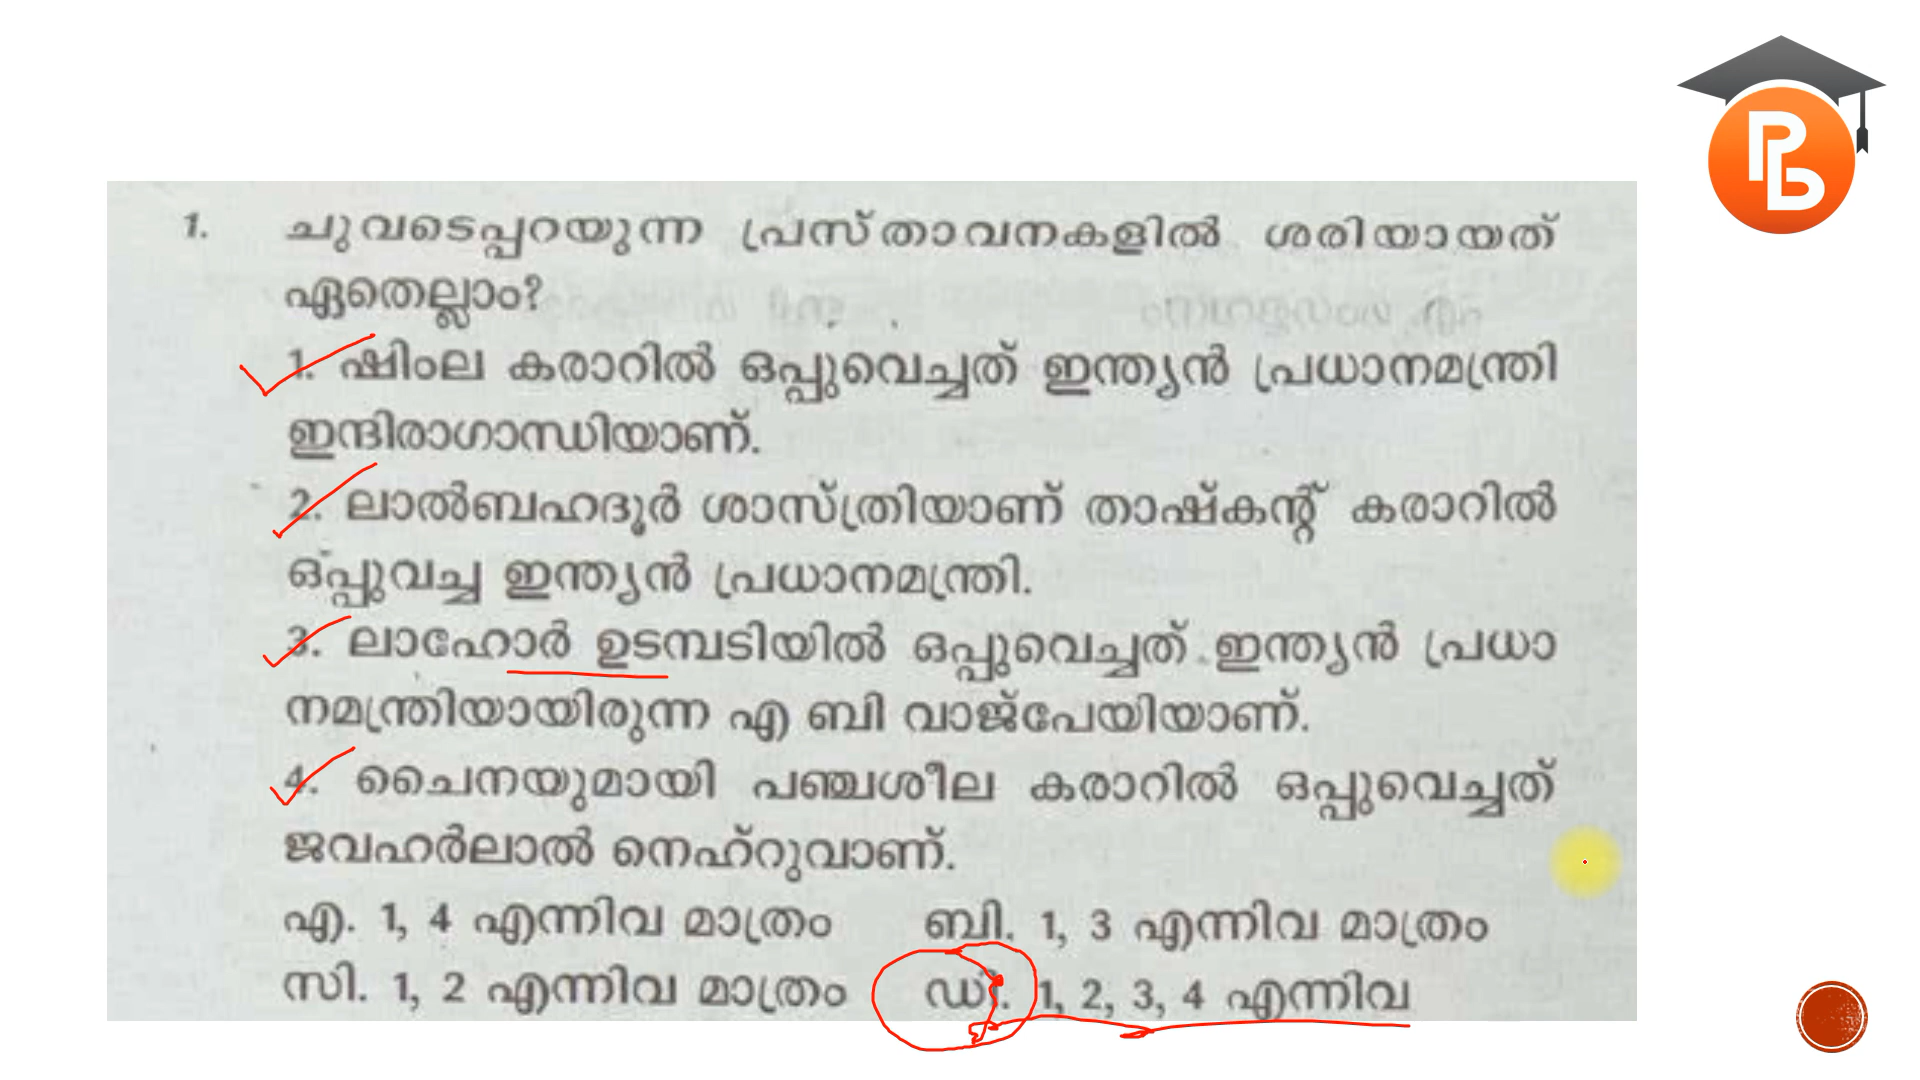 PB
1. ചുവടെപ്പറയുന്ന പ്രസ്താവനകളിൽ ശരിയായത്
ഏതെല്ലാം?
1. ഷിംല കരാറിൽ ഒപ്പുവെച്ചത് ഇന്ത്യൻ പ്രധാനമന്ത്രി
ഇന്ദിരാഗാന്ധിയാണ്.
2. ലാൽബഹദൂർ ശാസ്ത്രിയാണ് താഷ്കന്റ് കരാറിൽ
ഒപ്പുവച്ച ഇന്ത്യൻ പ്രധാനമന്ത്രി.
3. ലാഹോർ ഉടമ്പടിയിൽ ഒപ്പുവെച്ചത് ഇന്ത്യൻ പ്രധാ
നമന്ത്രിയായിരുന്ന എ ബി വാജ്പേയിയാണ്.
4. ചൈനയുമായി പഞ്ചശീല കരാറിൽ ഒപ്പുവെച്ചത്
ജവഹർലാൽ നെഹ്റുവാണ്.
എ. 1, 4 എന്നിവ മാത്രം ബി. 1, 3 എന്നിവ മാത്രം
സി. 1, 2 എന്നിവ മാത്രം ഡി. 1, 2, 3, 4 എന്നിവ